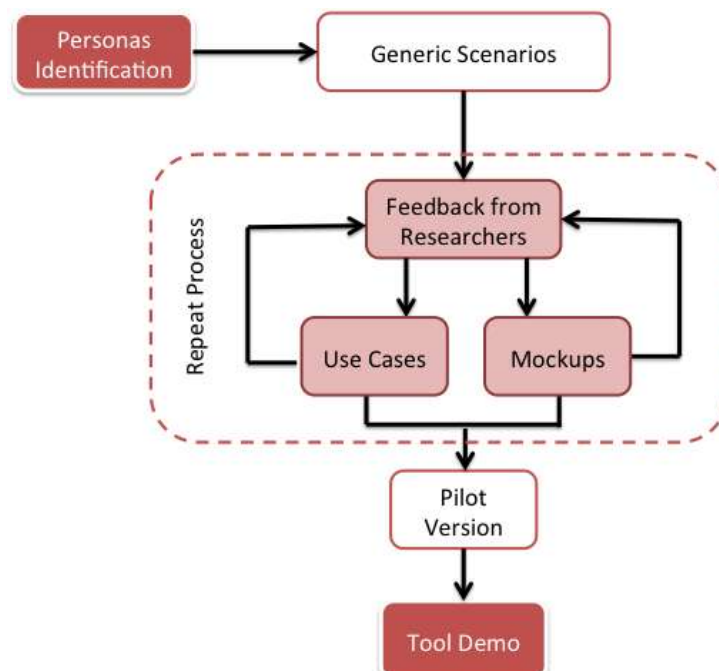 Personas
Identification
Generic Scenarios
Repeat Process
Feedback from
Researchers
Use Cases
Mockups
Pilot
Version
Tool Demo